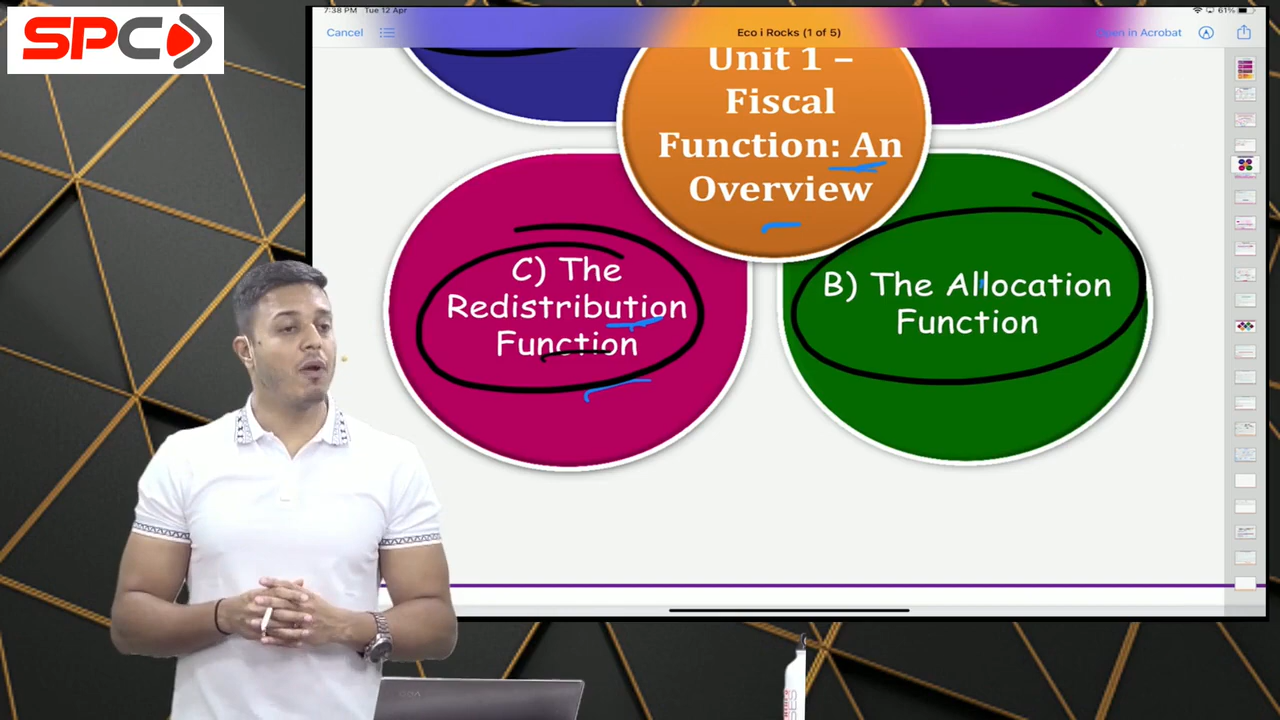 SPC
7:38 PM Tue 12 Apr
61%
Cancel
Eco i Rocks (1 of 5)
Open in Acrobat
Unit 1 –
Fiscal
Function: An
Overview
C) The
Redistribution
Function
B) The Allocation
Function